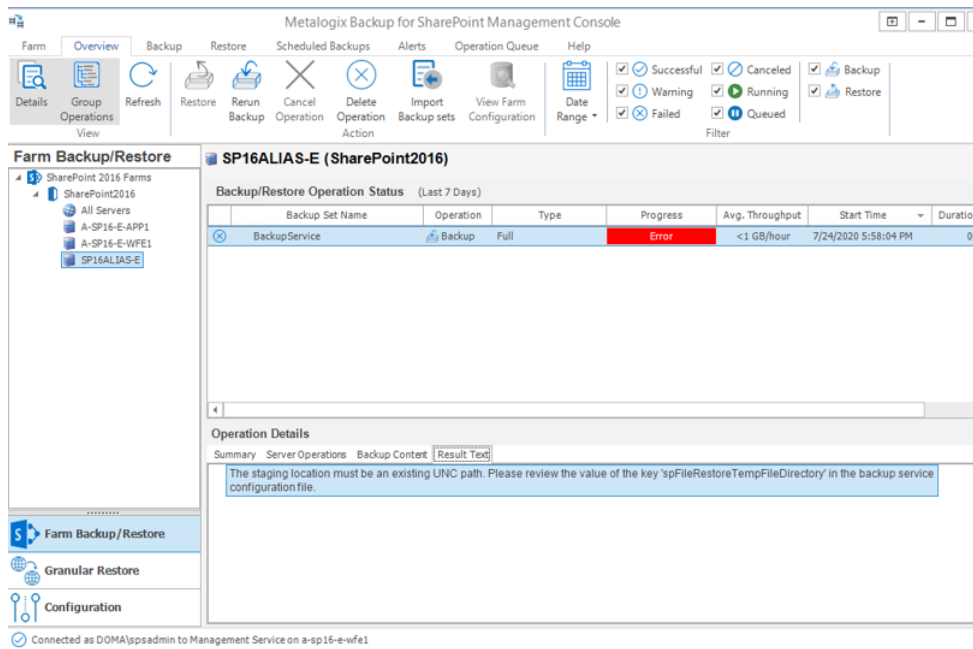 Metalogix Backup for SharePoint Management Console
Farm Overview Backup Restore Scheduled Backups Alerts Operation Queue Help
Details Group Operations Refresh Restore Rerun Backup Cancel Operation Delete Operation Import Backup sets View Farm Configuration Date Range
Successful Canceled Backup
Warning Running Restore
Failed Queued
View Action Filter
Farm Backup/Restore
SharePoint 2016 Farms
SharePoint2016
All Servers
A-SP16-E-APP1
A-SP16-E-WFE1
SP16ALIAS-E
SP16ALIAS-E (SharePoint2016)
Backup/Restore Operation Status (Last 7 Days)
Backup Set Name Operation Type Progress Avg. Throughput Start Time Duratio
BackupService Backup Full Error <1 GB/hour 7/24/2020 5:58:04 PM 0
Operation Details
Summary Server Operations Backup Content Result Text
The staging location must be an existing UNC path. Please review the value of the key 'spFileRestoreTempFileDirectory' in the backup service
configuration file.
Farm Backup/Restore
Granular Restore
Configuration
Connected as DOMA\spsadmin to Management Service on a-sp16-e-wfe1